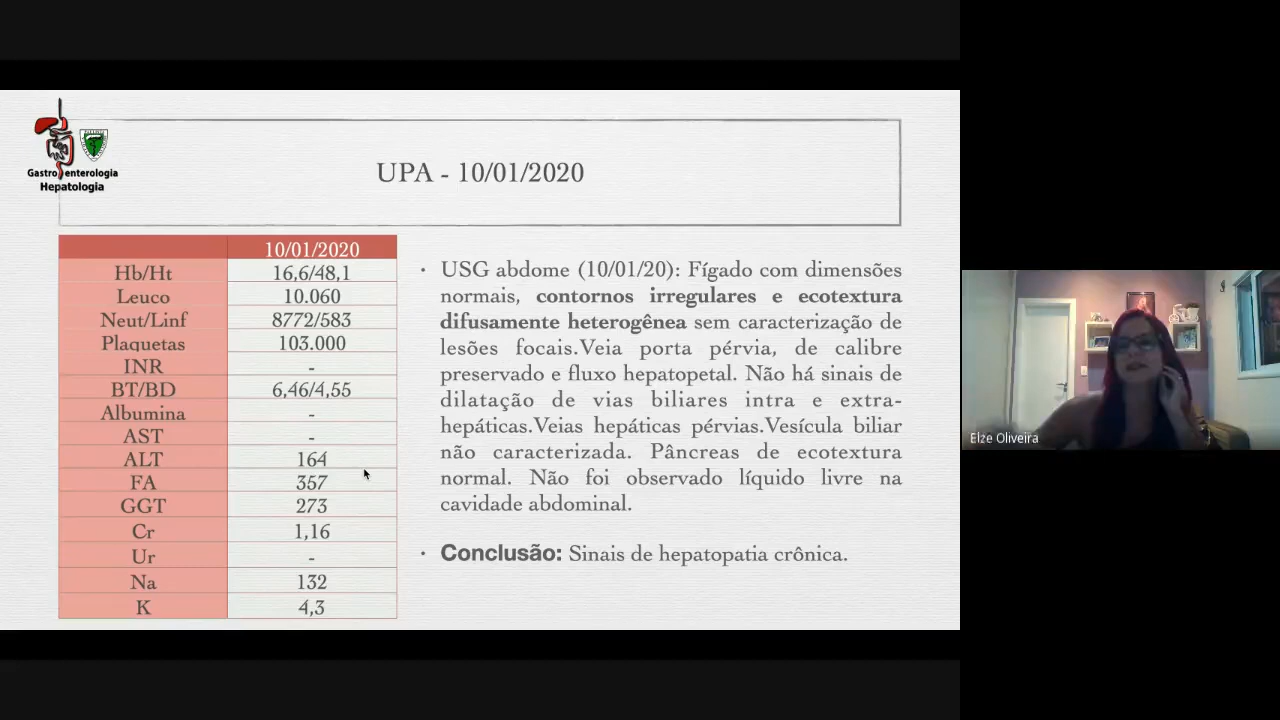 Gastroenterologia
Hepatologia
UPA - 10/01/2020
10/01/2020
Hb/Ht 16,6/48,1
Leuco 10.060
Neut/Linf 8772/583
Plaquetas 103.000
INR -
BT/BD 6,46/4,55
Albumina -
AST -
ALT 164
FA 357
GGT 273
Cr 1,16
Ur -
Na 132
K 4,3
• USG abdome (10/01/20): Fígado com dimensões
normais, contornos irregulares e ecotextura
difusamente heterogênea sem caracterização de
lesões focais.Veia porta pérvia, de calibre
preservado e fluxo hepatopetal. Não há sinais de
dilatação de vias biliares intra e extra-
hepáticas.Veias hepáticas pérvias.Vesícula biliar
não caracterizada. Pâncreas de ecotextura
normal. Não foi observado líquido livre na
cavidade abdominal.
• Conclusão: Sinais de hepatopatia crônica.
Elze Oliveira